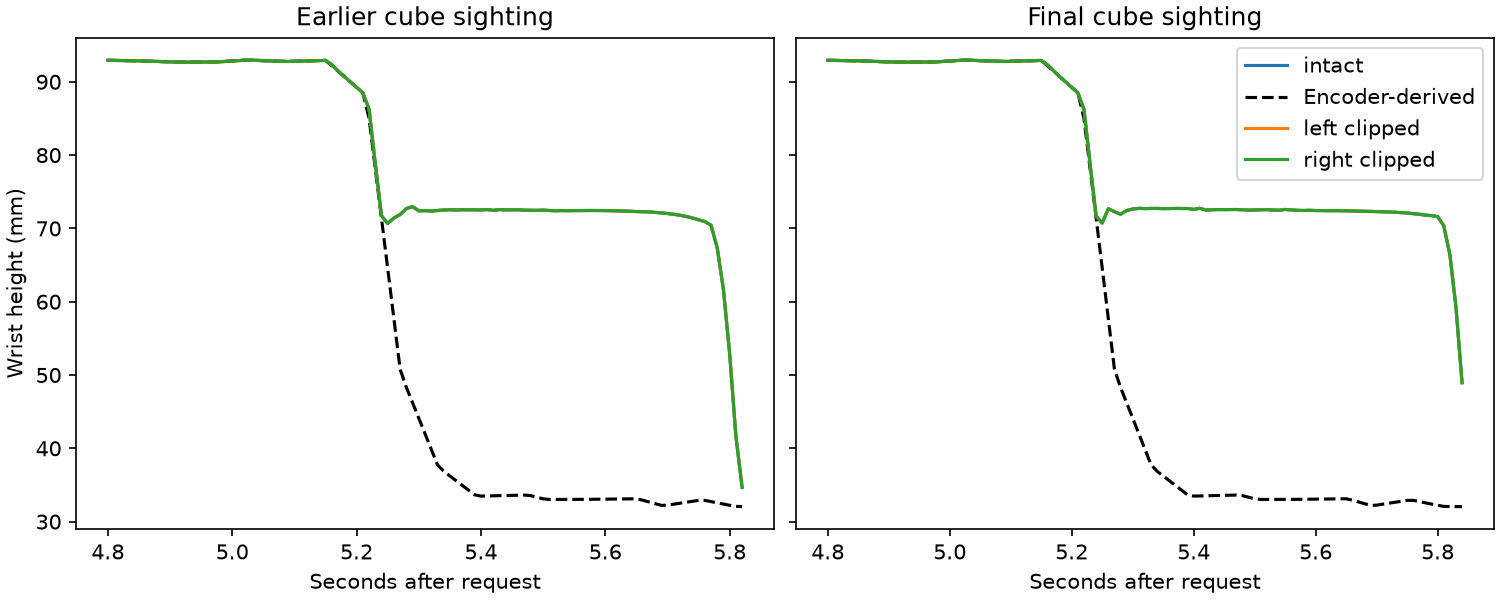 Earlier cube sighting
Final cube sighting
Wrist height (mm)
90
80
70
60
50
40
30
4.8 5.0 5.2 5.4 5.6 5.8
Seconds after request
intact
Encoder-derived
left clipped
right clipped
4.8 5.0 5.2 5.4 5.6 5.8
Seconds after request